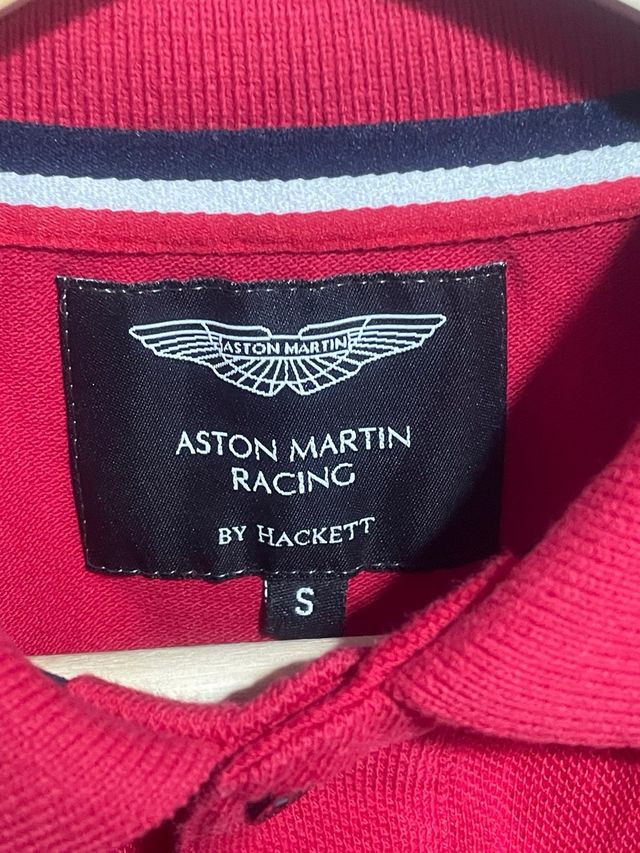 ASTON MARTIN
ASTON MARTIN
RACING
BY HACKETT
S